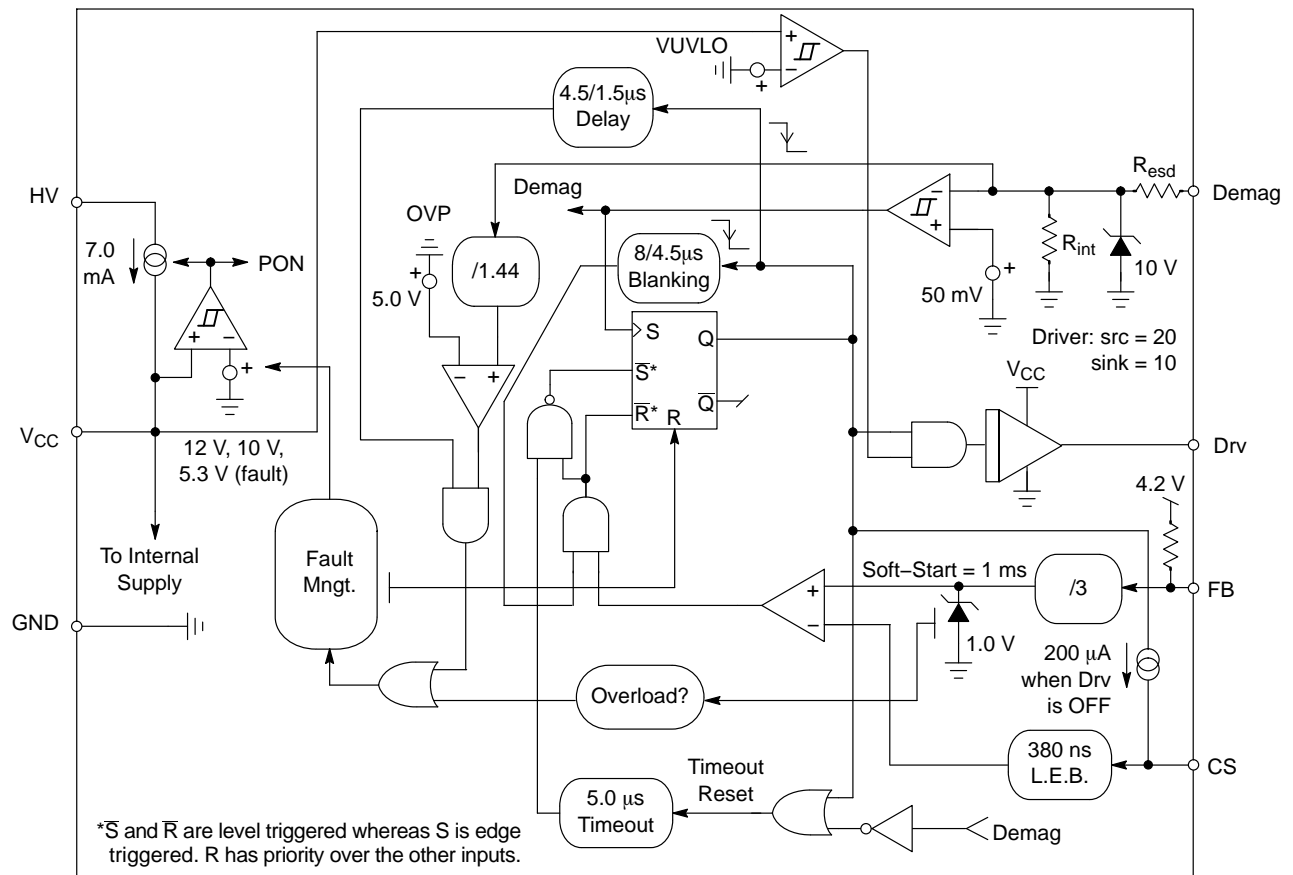 VUVLO
+
−
+
4.5/1.5μs
Delay
HV
Demag
OVP
−
+
R_esd
Demag
7.0
mA
PON
+
5.0 V
/1.44
8/4.5μs
Blanking
R_int
10 V
+
50 mV
+
−
+
−
+
S
Q
S̅*
R̅*
R
Q̅
Driver: src = 20
sink = 10
V_CC
V_CC
12 V, 10 V,
5.3 V (fault)
Drv
4.2 V
To Internal
Supply
Fault
Mngt.
Soft−Start = 1 ms
+
−
/3
FB
GND
1.0 V
200 μA
when Drv
is OFF
Overload?
380 ns
L.E.B.
CS
Timeout
Reset
5.0 μs
Timeout
Demag
*S̅ and R̅ are level triggered whereas S is edge
triggered. R has priority over the other inputs.